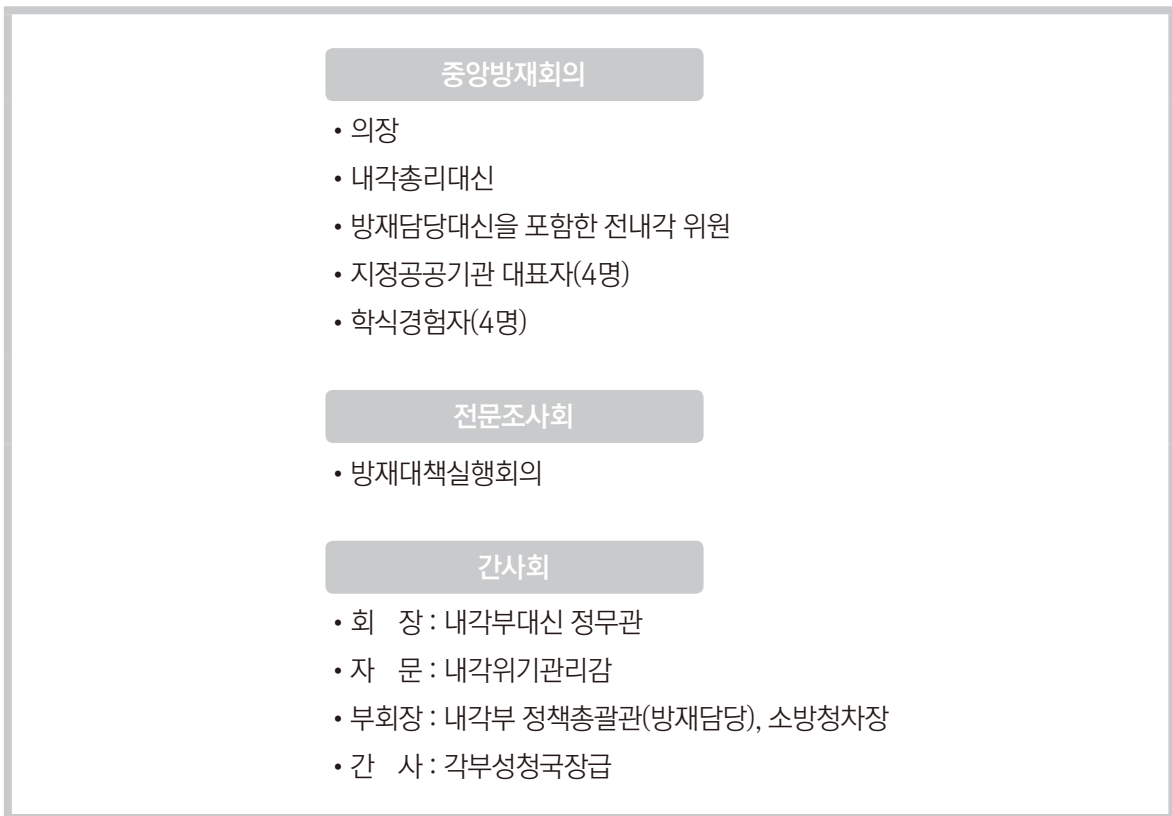 중앙방재회의
• 의장
• 내각총리대신
• 방재담당대신을 포함한 전내각 위원
• 지정공공기관 대표자(4명)
• 학식경험자(4명)
전문조사회
• 방재대책실행회의
간사회
• 회 장 : 내각부대신 정무관
• 자 문 : 내각위기관리감
• 부회장 : 내각부 정책총괄관(방재담당), 소방청차장
• 간 사 : 각부성청국장급